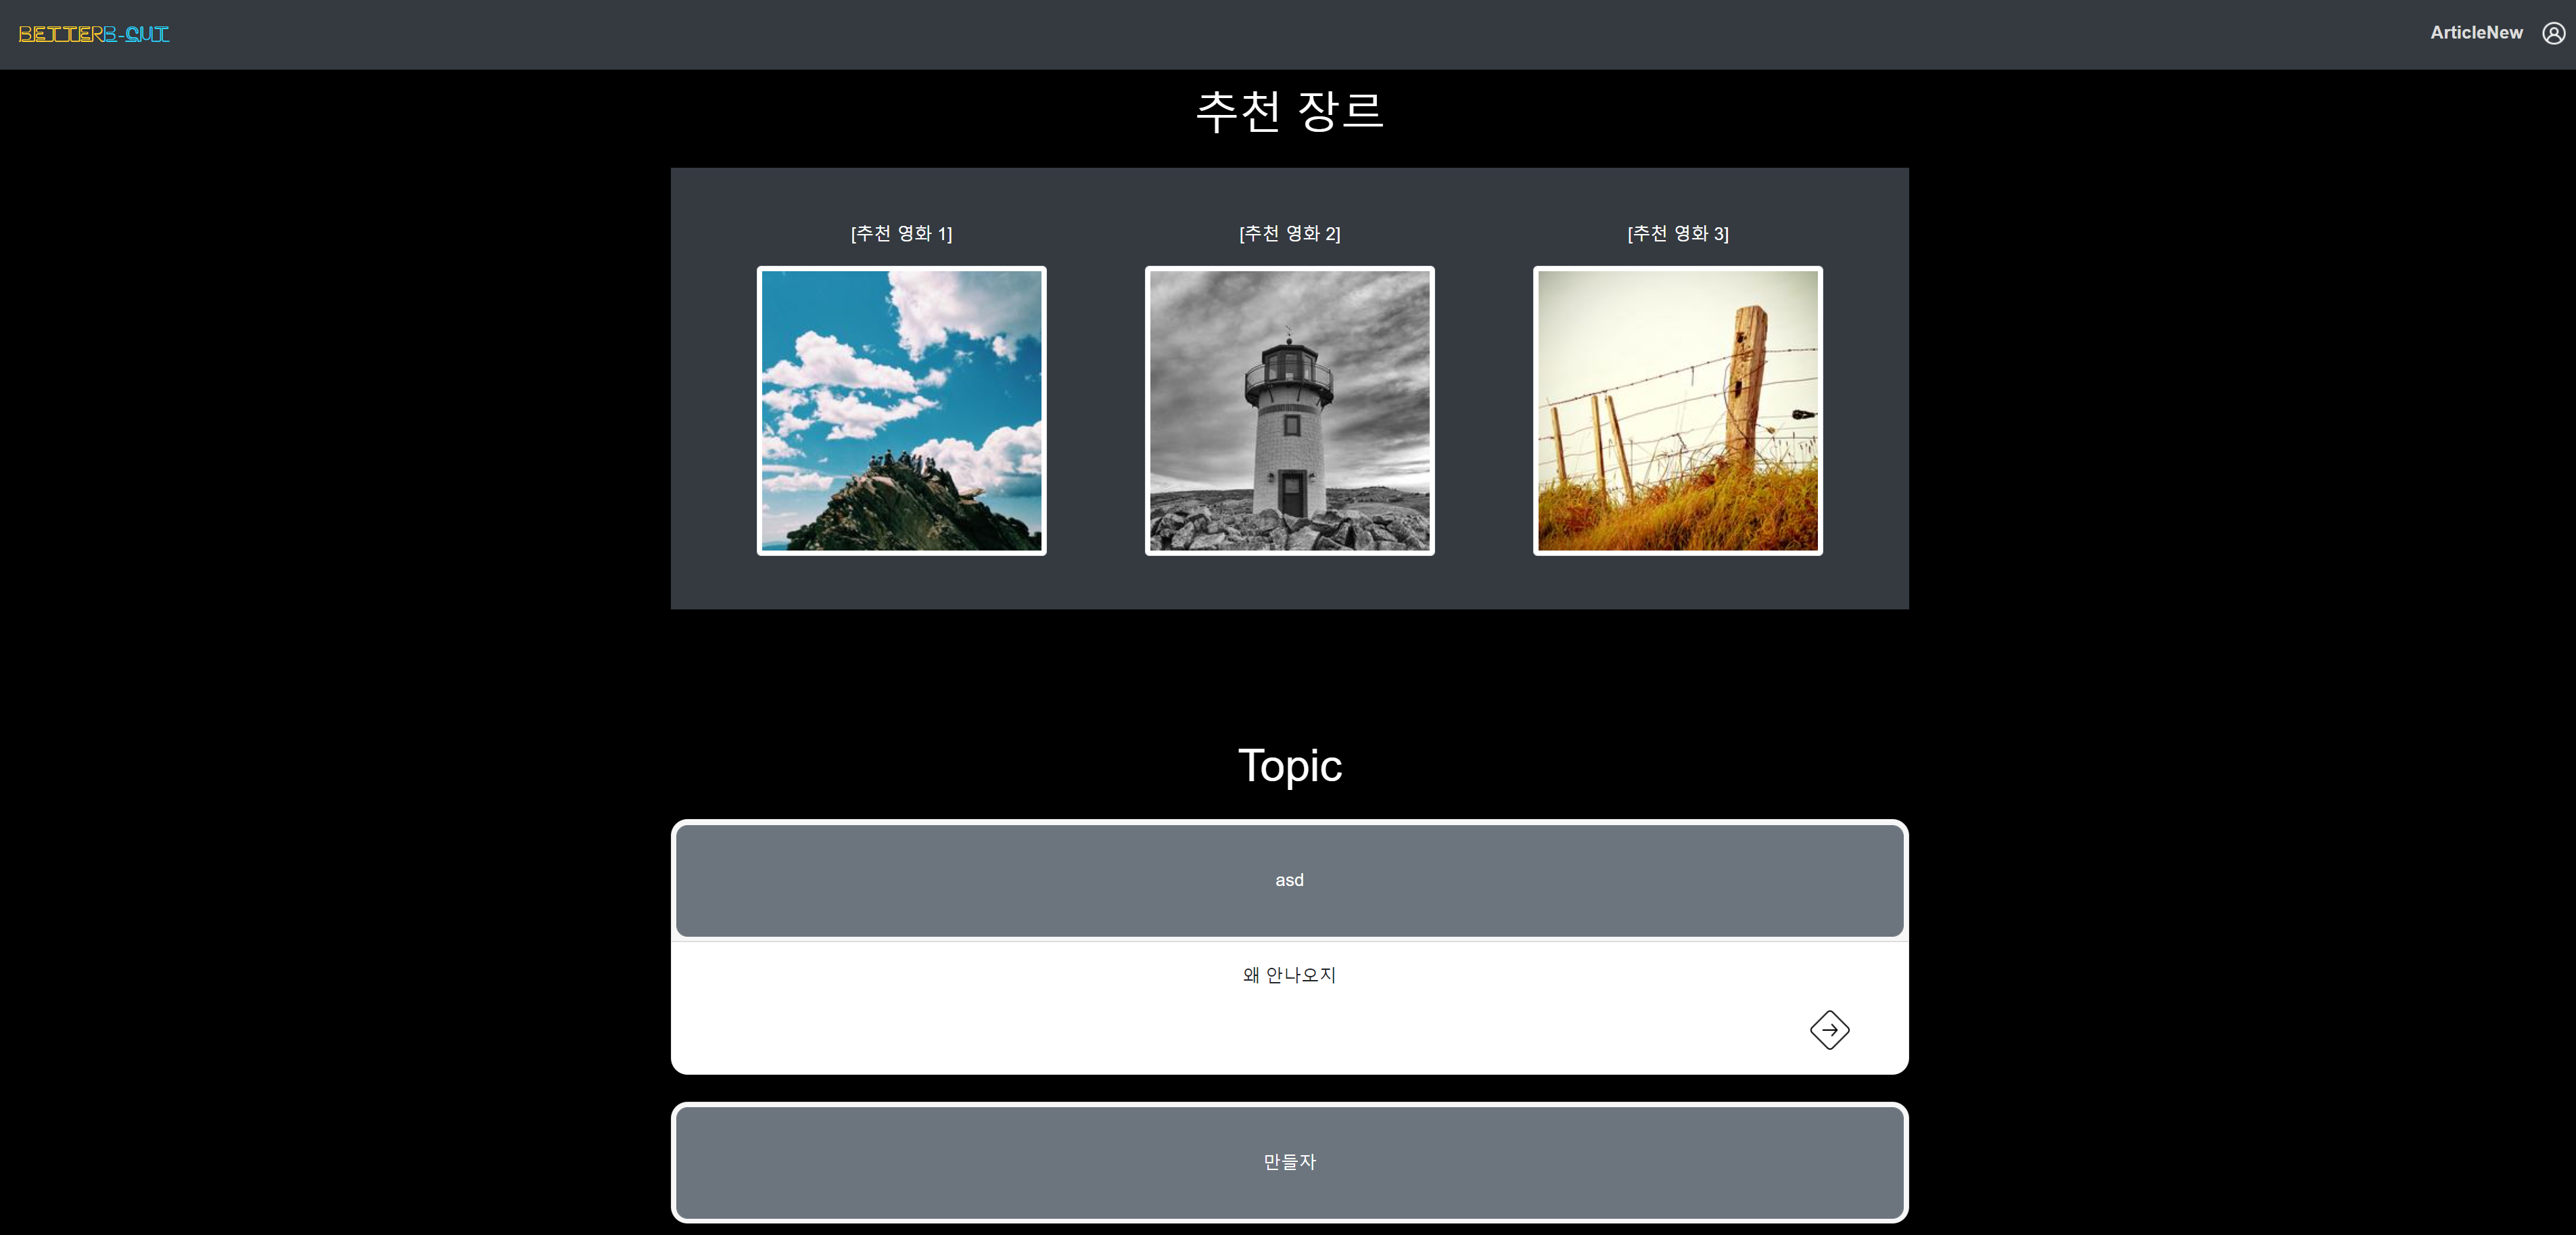 BETTERB-CUT
ArticleNew
추천 장르
[추천 영화 1]
[추천 영화 2]
[추천 영화 3]
Topic
asd
왜 안나오지
만들자